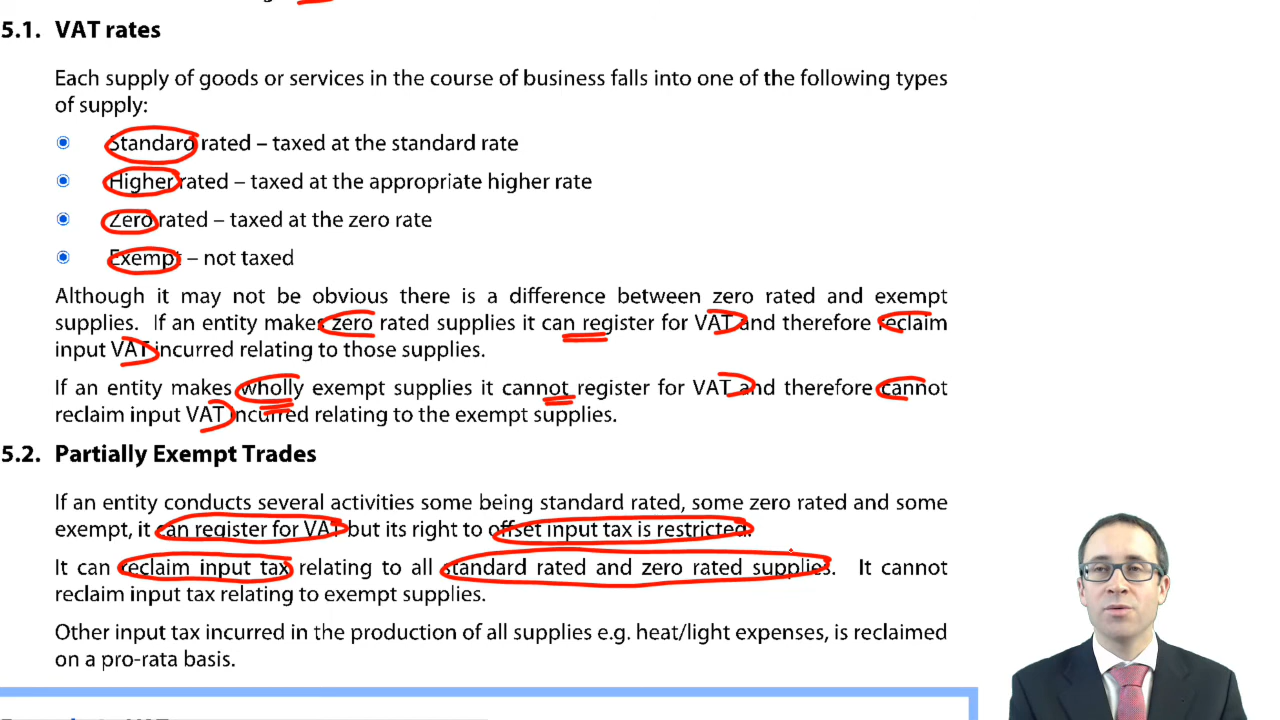 5.1. VAT rates
Each supply of goods or services in the course of business falls into one of the following types
of supply:
Standard rated – taxed at the standard rate
Higher rated – taxed at the appropriate higher rate
Zero rated – taxed at the zero rate
Exempt – not taxed
Although it may not be obvious there is a difference between zero rated and exempt
supplies. If an entity makes zero rated supplies it can register for VAT and therefore reclaim
input VAT incurred relating to those supplies.
If an entity makes wholly exempt supplies it cannot register for VAT and therefore cannot
reclaim input VAT incurred relating to the exempt supplies.
5.2. Partially Exempt Trades
If an entity conducts several activities some being standard rated, some zero rated and some
exempt, it can register for VAT but its right to offset input tax is restricted.
It can reclaim input tax relating to all standard rated and zero rated supplies. It cannot
reclaim input tax relating to exempt supplies.
Other input tax incurred in the production of all supplies e.g. heat/light expenses, is reclaimed
on a pro-rata basis.